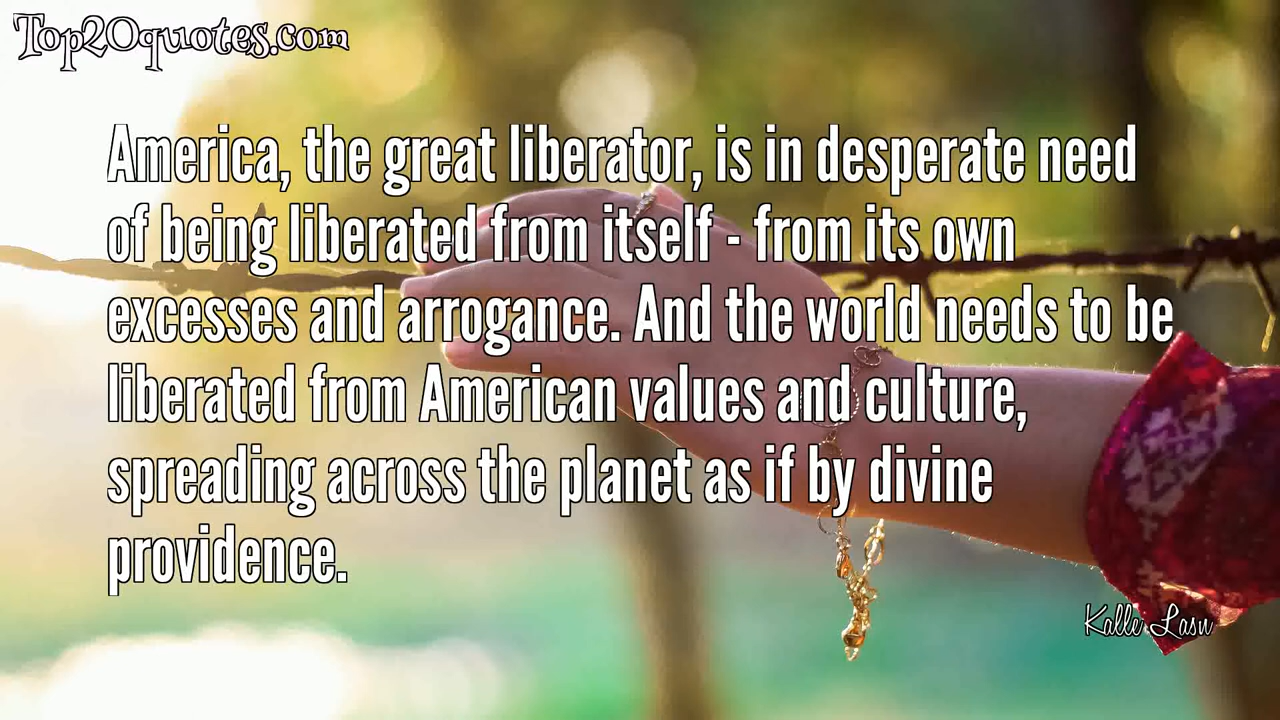 Top20quotes.com
America, the great liberator, is in desperate need
of being liberated from itself - from its own
excesses and arrogance. And the world needs to be
liberated from American values and culture,
spreading across the planet as if by divine
providence.
Kalle Lasn